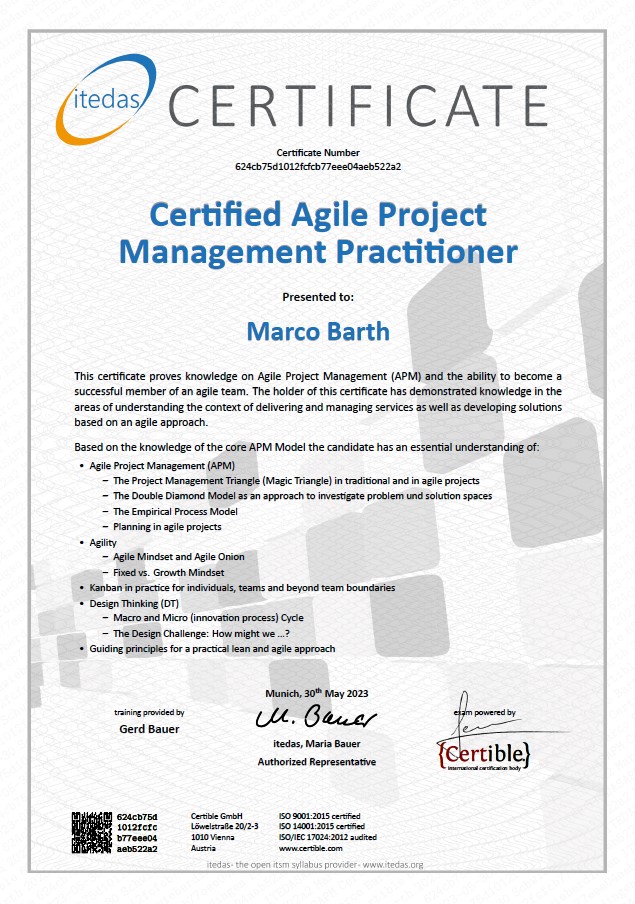 itedas
CERTIFICATE
Certificate Number
624cb75d1012fcfcb77eee04aeb522a2
Certified Agile Project
Management Practitioner
Presented to:
Marco Barth
This certificate proves knowledge on Agile Project Management (APM) and the ability to become a
successful member of an agile team. The holder of this certificate has demonstrated knowledge in the
areas of understanding the context of delivering and managing services as well as developing solutions
based on an agile approach.
Based on the knowledge of the core APM Model the candidate has an essential understanding of:
• Agile Project Management (APM)
– The Project Management Triangle (Magic Triangle) in traditional and in agile projects
– The Double Diamond Model as an approach to investigate problem und solution spaces
– The Empirical Process Model
– Planning in agile projects
• Agility
– Agile Mindset and Agile Onion
– Fixed vs. Growth Mindset
• Kanban in practice for individuals, teams and beyond team boundaries
• Design Thinking (DT)
– Macro and Micro (innovation process) Cycle
– The Design Challenge: How might we ...?
• Guiding principles for a practical lean and agile approach
Munich, 30th May 2023
training provided by
Gerd Bauer
M. Bauer
itedas, Maria Bauer
Authorized Representative
exam powered by
{Certible}
international certification body
624cb75d
1012fcfc
b77eee04
aeb522a2
Certible GmbH
Löwelstraße 20/2-3
1010 Vienna
Austria
ISO 9001:2015 certified
ISO 14001:2015 certified
ISO/IEC 17024:2012 audited
www.certible.com
itedas- the open itsm syllabus provider- www.itedas.org